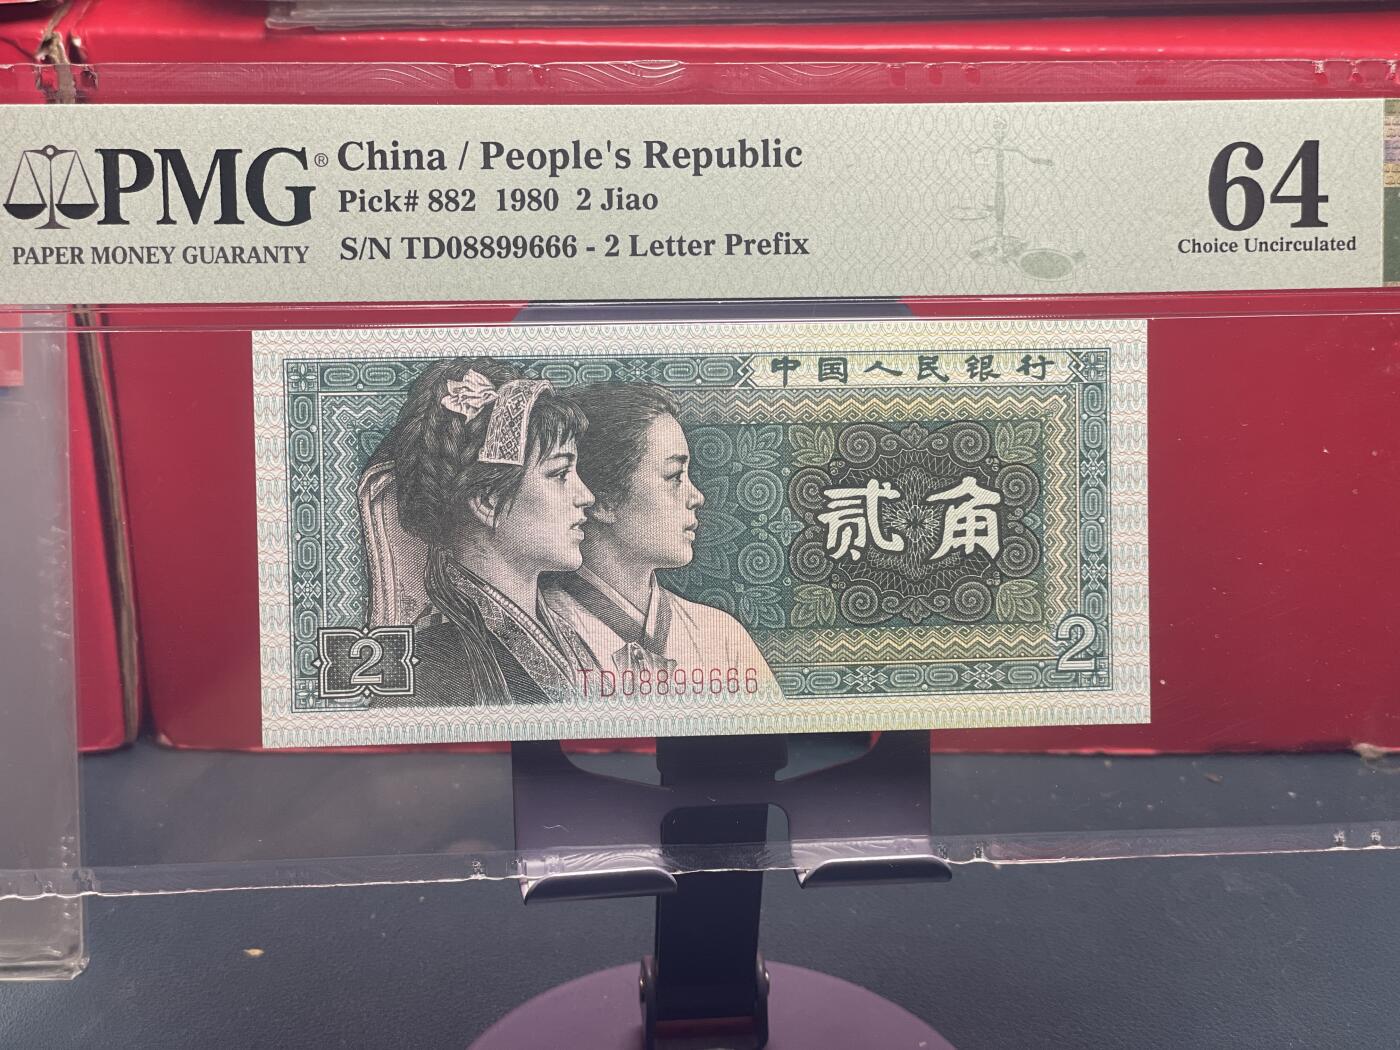 PMG®
PAPER MONEY GUARANTY
China / People's Republic
Pick# 882 1980 2 Jiao
S/N TD08899666 - 2 Letter Prefix
64
Choice Uncirculated
中国人民银行
贰角
2
2
TD08899666